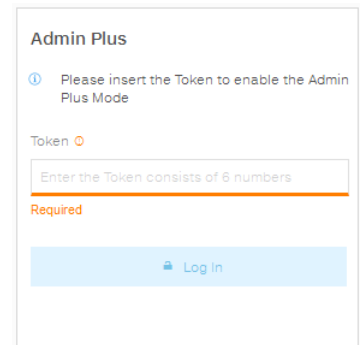 Admin Plus
Please insert the Token to enable the Admin
Plus Mode
Token
Enter the Token consists of 6 numbers
Required
Log In